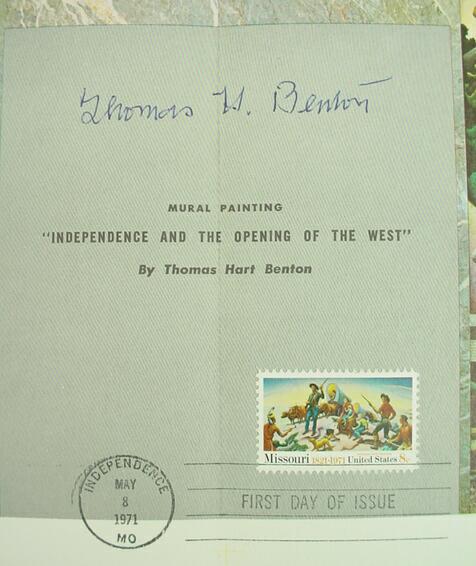 Thomas H. Benton
MURAL PAINTING
"INDEPENDENCE AND THE OPENING OF THE WEST"
By Thomas Hart Benton
Missouri 1821-1971 United States 8c
INDEPENDENCE
MAY
8
1971
MO
FIRST DAY OF ISSUE